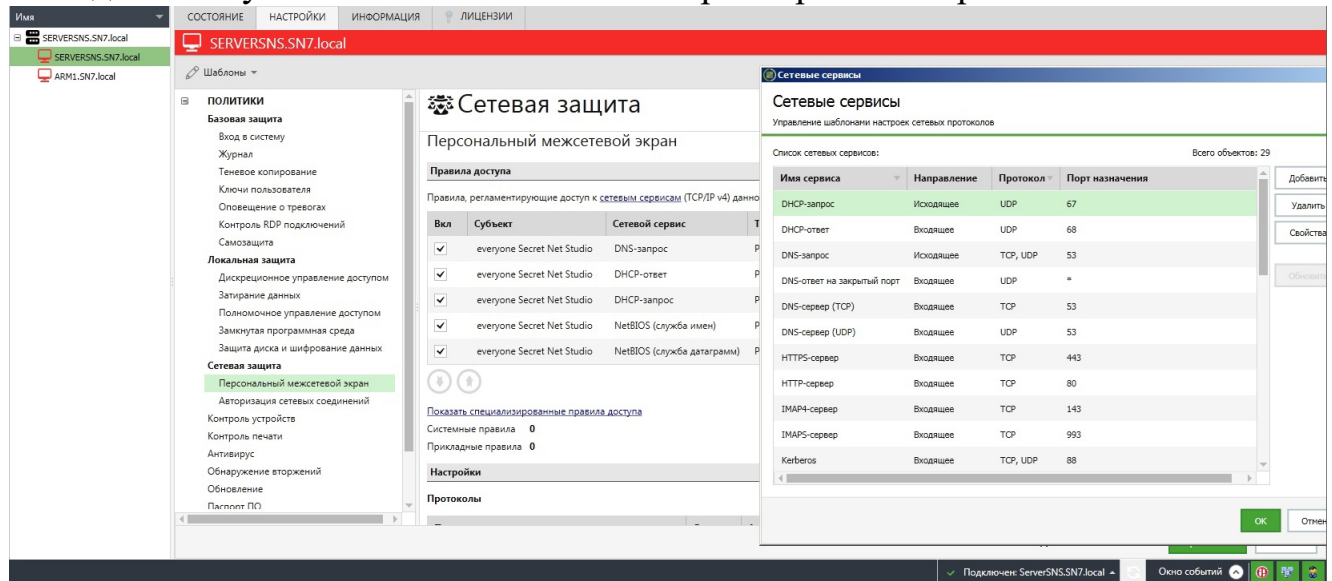 Имя
СОСТОЯНИЕ НАСТРОЙКИ ИНФОРМАЦИЯ ЛИЦЕНЗИИ
SERVERSNS.SN7.local
SERVERSNS.SN7.local
ARM1.SN7.local
SERVERSNS.SN7.local
Шаблоны
ПОЛИТИКИ
Базовая защита
Вход в систему
Журнал
Теневое копирование
Ключи пользователя
Оповещение о тревогах
Контроль RDP подключений
Самозащита
Локальная защита
Дискреционное управление доступом
Затирание данных
Полномочное управление доступом
Замкнутая программная среда
Защита диска и шифрование данных
Сетевая защита
Персональный межсетевой экран
Авторизация сетевых соединений
Контроль устройств
Контроль печати
Антивирус
Обнаружение вторжений
Обновление
Паспорт ПО
Сетевая защита
Персональный межсетевой экран
Правила доступа
Правила, регламентирующие доступ к сетевым сервисам (TCP/IP v4) данно
Вкл Субъект Сетевой сервис Т
everyone Secret Net Studio DNS-запрос Р
everyone Secret Net Studio DHCP-ответ Р
everyone Secret Net Studio DHCP-запрос Р
everyone Secret Net Studio NetBIOS (служба имен) Р
everyone Secret Net Studio NetBIOS (служба датаграмм) Р
Показать специализированные правила доступа
Системные правила 0
Прикладные правила 0
Настройки
Протоколы
Сетевые сервисы
Сетевые сервисы
Управление шаблонами настроек сетевых протоколов
Список сетевых сервисов: Всего объектов: 29
Имя сервиса Направление Протокол Порт назначения
DHCP-запрос Исходящее UDP 67
DHCP-ответ Входящее UDP 68
DNS-запрос Исходящее TCP, UDP 53
DNS-ответ на закрытый порт Входящее UDP *
DNS-сервер (TCP) Входящее TCP 53
DNS-сервер (UDP) Входящее UDP 53
HTTPS-сервер Входящее TCP 443
HTTP-сервер Входящее TCP 80
IMAP4-сервер Входящее TCP 143
IMAPS-сервер Входящее TCP 993
Kerberos Входящее TCP, UDP 88
Добавить
Удалить
Свойства
Обновить
ОК Отмен
Подключен: ServerSNS.SN7.local Окно событий